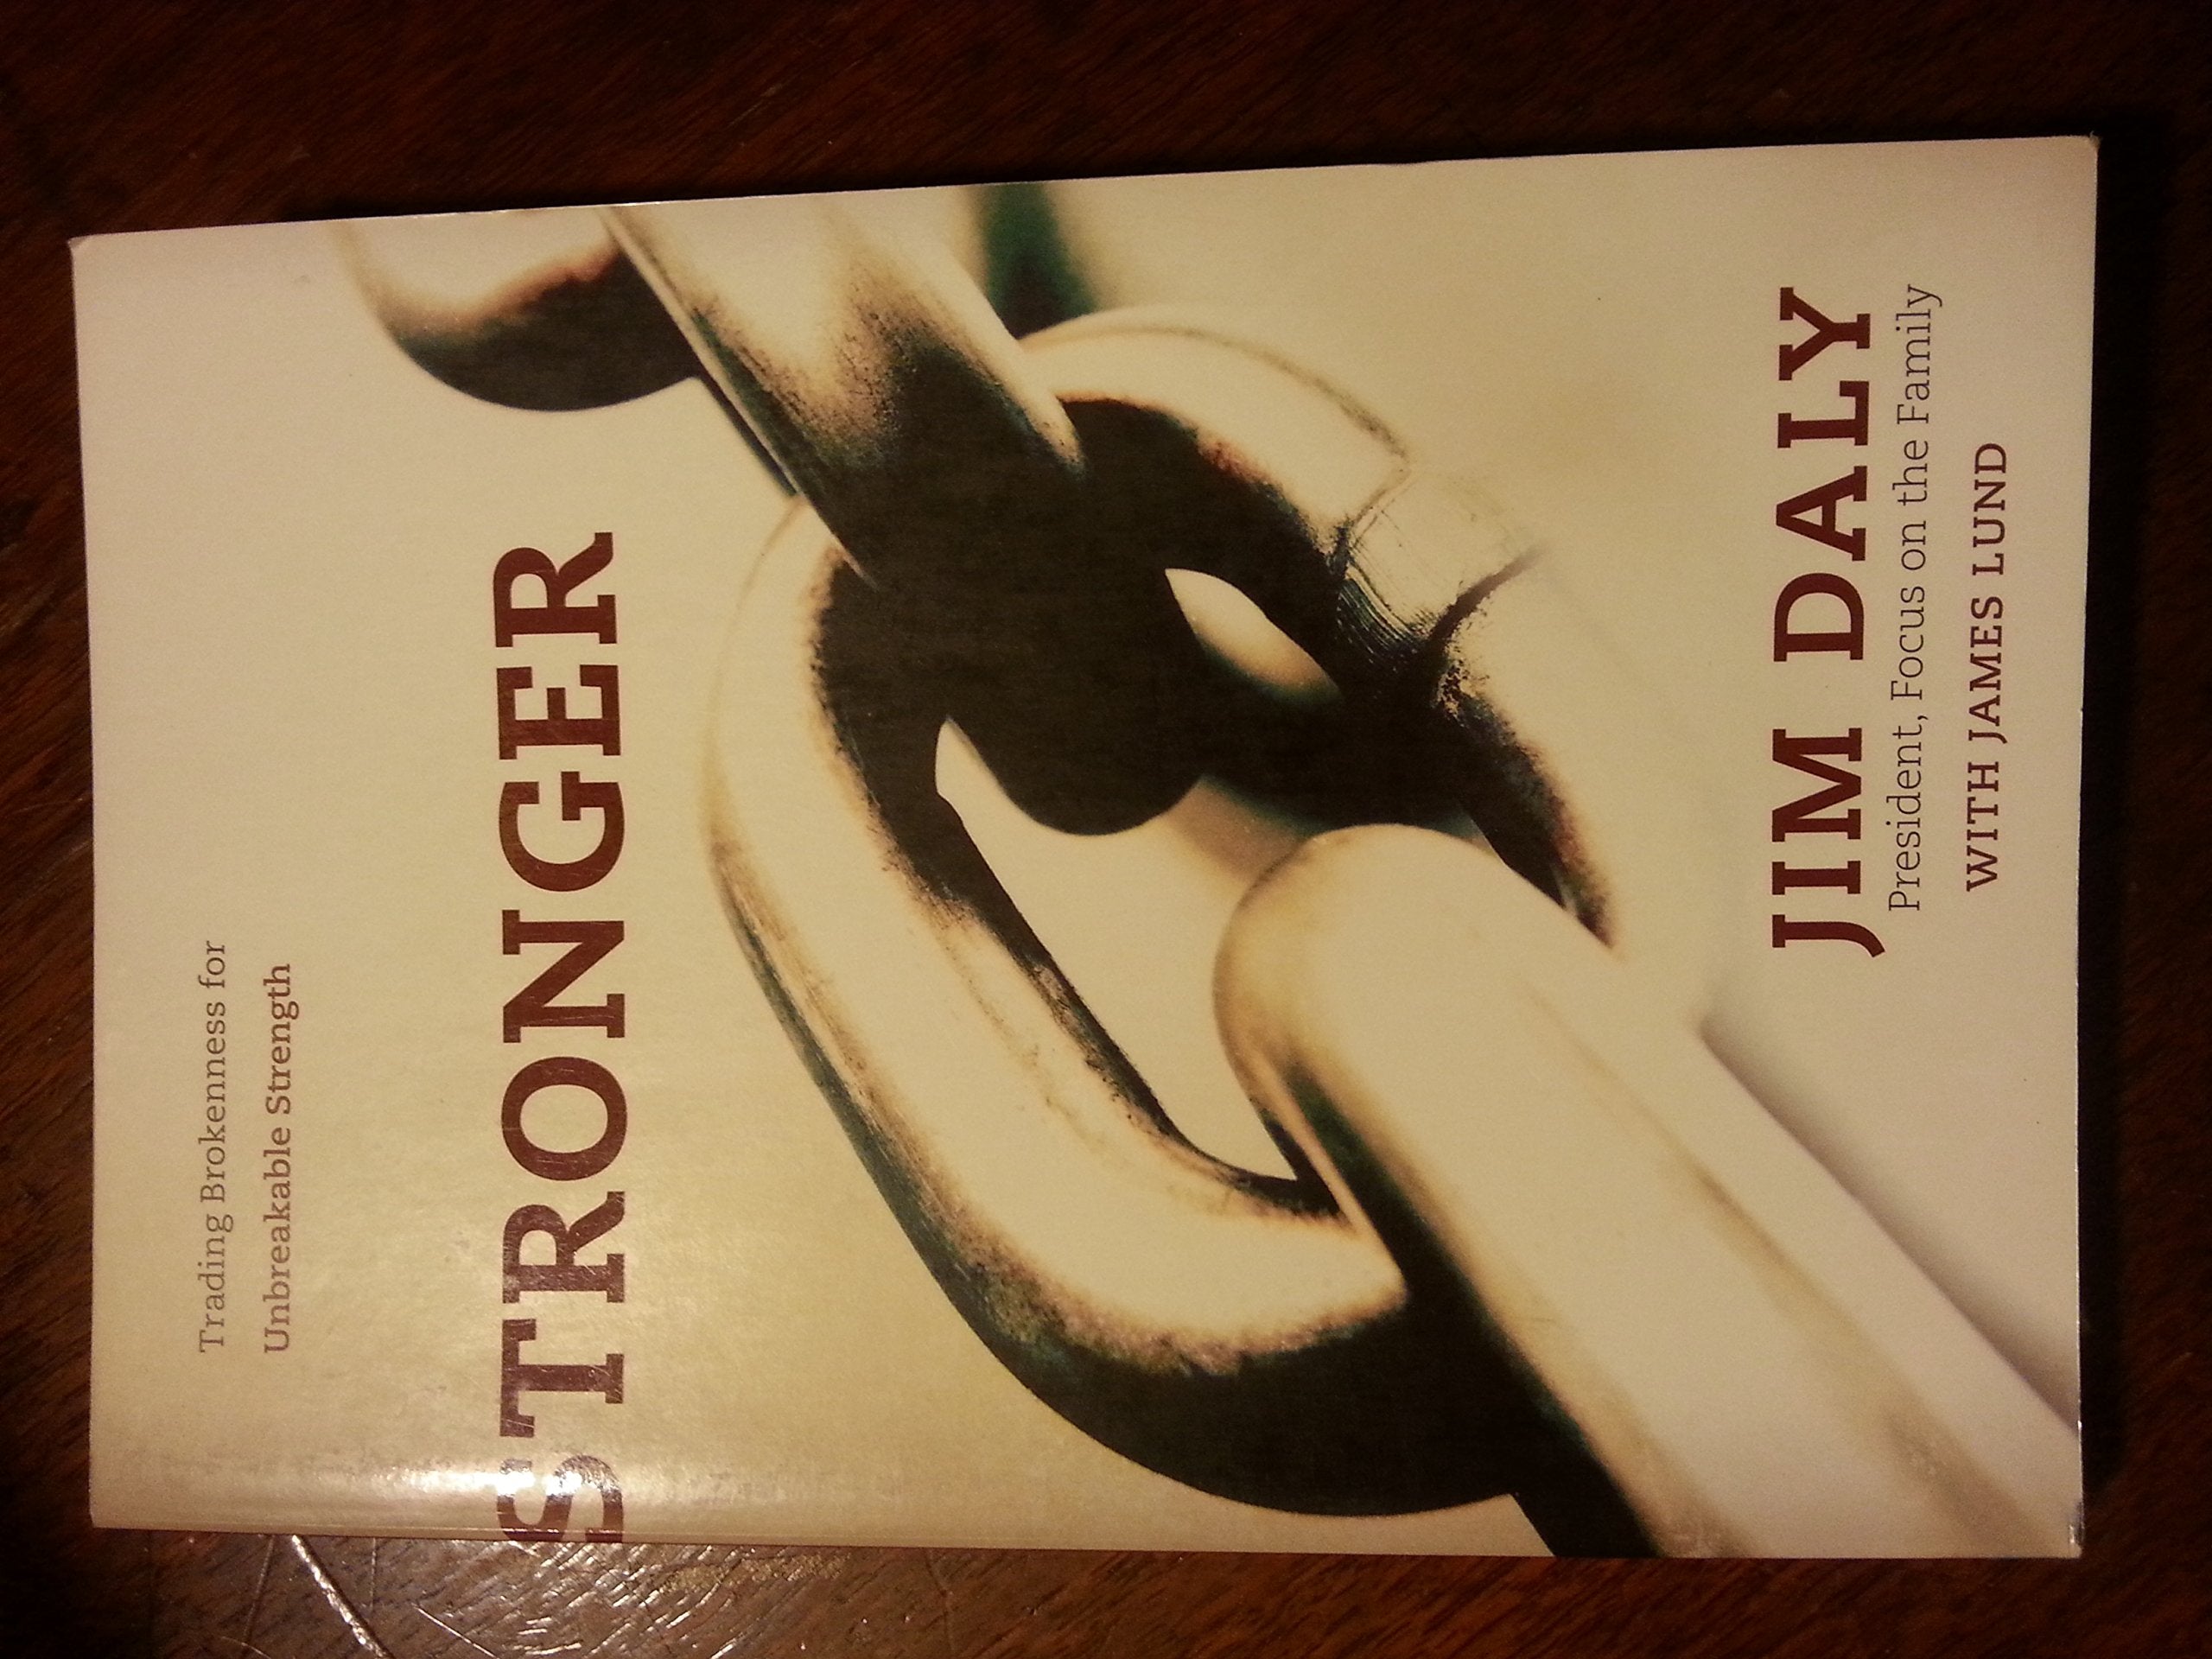 Trading Brokenness for
Unbreakable Strength
STRONGER
JIM DALY
President, Focus on the Family
WITH JAMES LUND